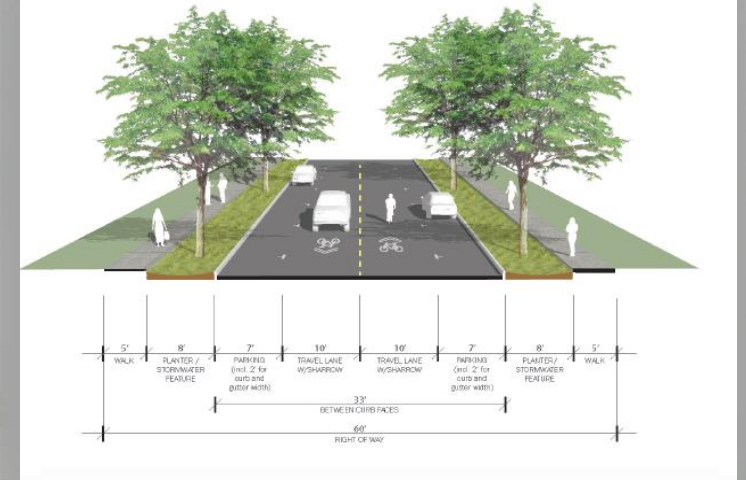 5' 8' 7' 10' 10' 7' 8' 5'
WALK
PLANTER /
STORMWATER
FEATURE
PARKING
(incl. 2' for
curb and
gutter width)
TRAVEL LANE
W/SHARROW
TRAVEL LANE
W/SHARROW
PARKING
(incl. 2' for
curb and
gutter width)
PLANTER/
STORMWATER
FEATURE
WALK
33'
BETWEEN CURB FACES
60'
RIGHT OF WAY